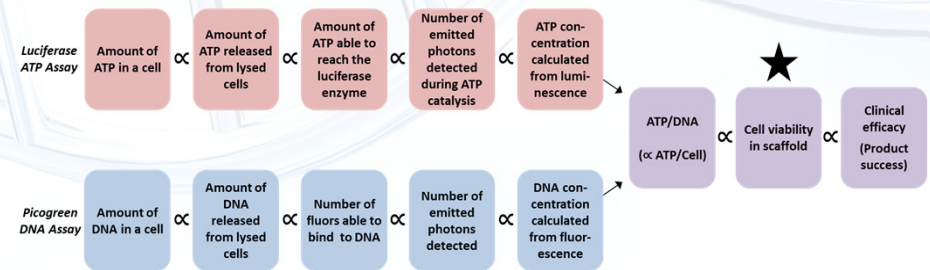 Luciferase
ATP Assay
Amount of
ATP in a cell
∝
Amount of
ATP released
from lysed
cells
∝
Amount of
ATP able to
reach the
luciferase
enzyme
∝
Number of
emitted
photons
detected
during ATP
catalysis
∝
ATP con-
centration
calculated
from lumi-
nescence
Picogreen
DNA Assay
Amount of
DNA in a cell
∝
Amount of
DNA
released
from lysed
cells
∝
Number of
fluors able to
bind to DNA
∝
Number of
emitted
photons
detected
∝
DNA con-
centration
calculated
from fluor-
escence
ATP/DNA
(∝ ATP/Cell)
∝
Cell viability
in scaffold
∝
Clinical
efficacy
(Product
success)